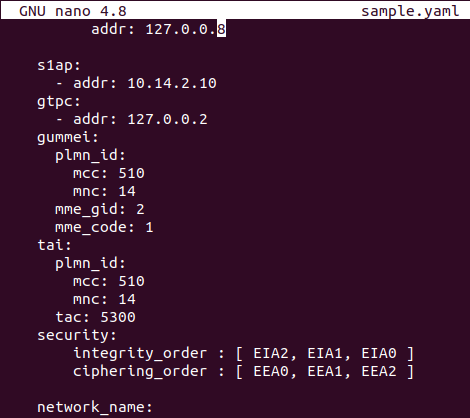 GNU nano 4.8 sample.yaml
addr: 127.0.0.8
s1ap:
- addr: 10.14.2.10
gtpc:
- addr: 127.0.0.2
gummei:
plmn_id:
mcc: 510
mnc: 14
mme_gid: 2
mme_code: 1
tai:
plmn_id:
mcc: 510
mnc: 14
tac: 5300
security:
integrity_order : [ EIA2, EIA1, EIA0 ]
ciphering_order : [ EEA0, EEA1, EEA2 ]
network_name: